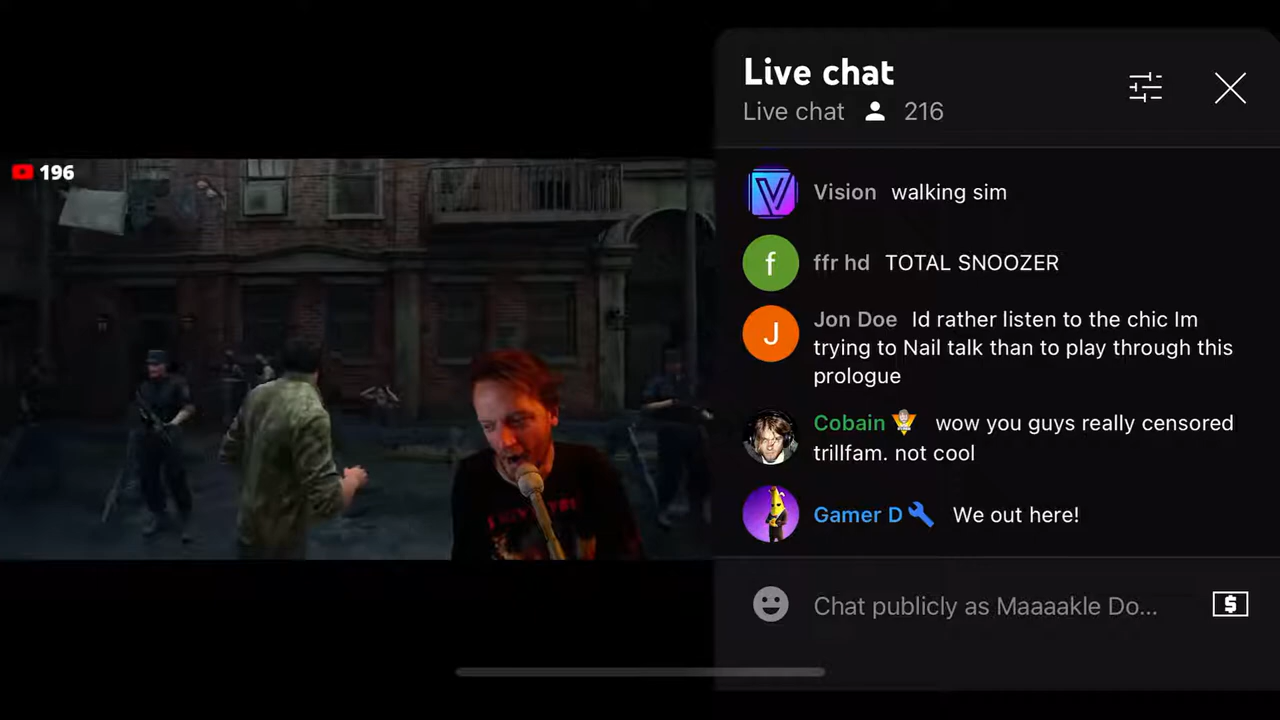 Live chat
Live chat 216
196
Vision walking sim
f ffr hd TOTAL SNOOZER
Jon Doe Id rather listen to the chic Im
J trying to Nail talk than to play through this
prologue
Cobain wow you guys really censored
trillfam. not cool
Gamer D We out here!
Chat publicly as Maaaakle Do...
$